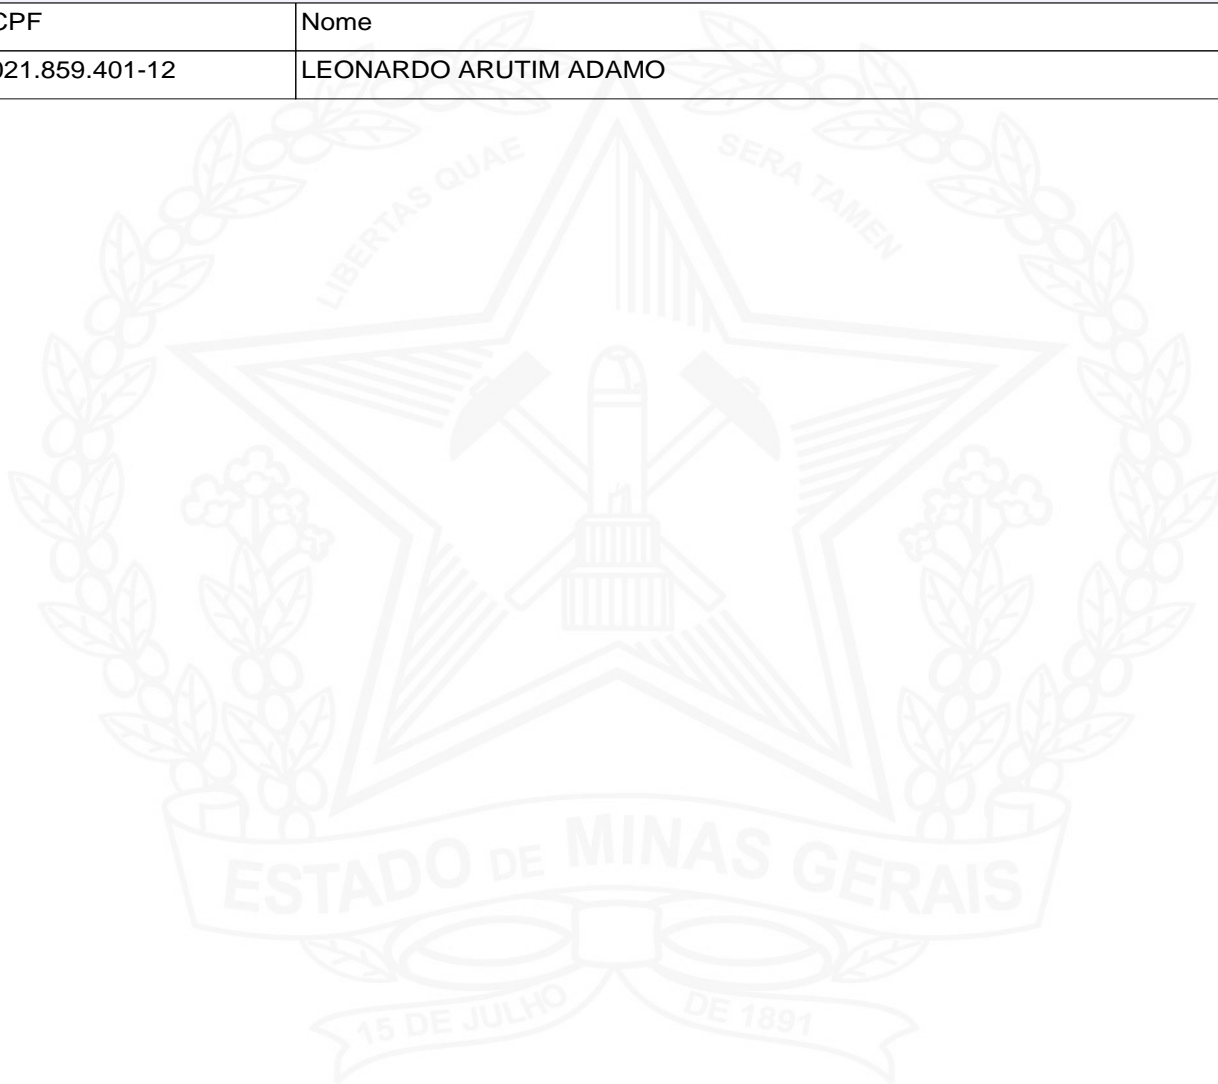 CPF Nome
021.859.401-12 LEONARDO ARUTIM ADAMO
LIBERTAS QUAE SERA TAMEN
ESTADO DE MINAS GERAIS
15 DE JULHO DE 1891